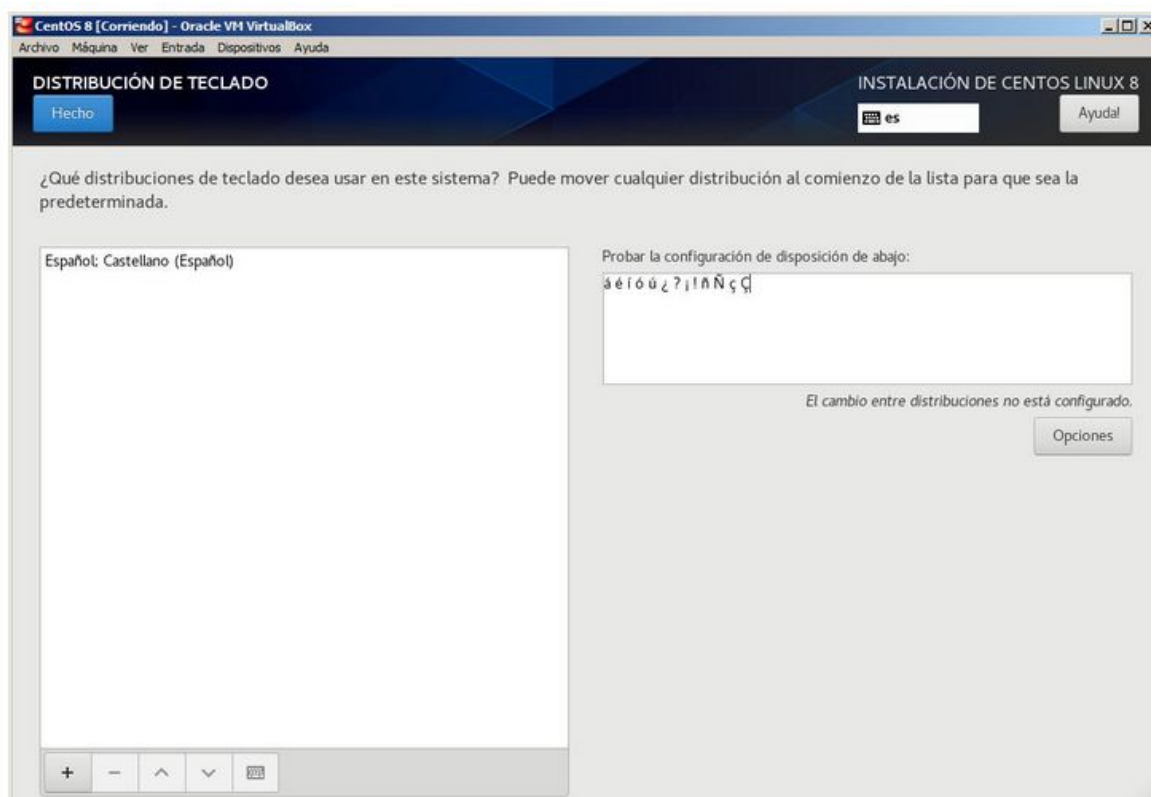 CentOS 8 [Corriendo] - Oracle VM VirtualBox
Archivo Máquina Ver Entrada Dispositivos Ayuda
DISTRIBUCIÓN DE TECLADO
Hecho
INSTALACIÓN DE CENTOS LINUX 8
es
Ayuda!
¿Qué distribuciones de teclado desea usar en este sistema? Puede mover cualquier distribución al comienzo de la lista para que sea la
predeterminada.
Español; Castellano (Español)
Probar la configuración de disposición de abajo:
á é í ó ú ¿ ? ¡ ! ñ Ñ ç Ç
El cambio entre distribuciones no está configurado.
Opciones